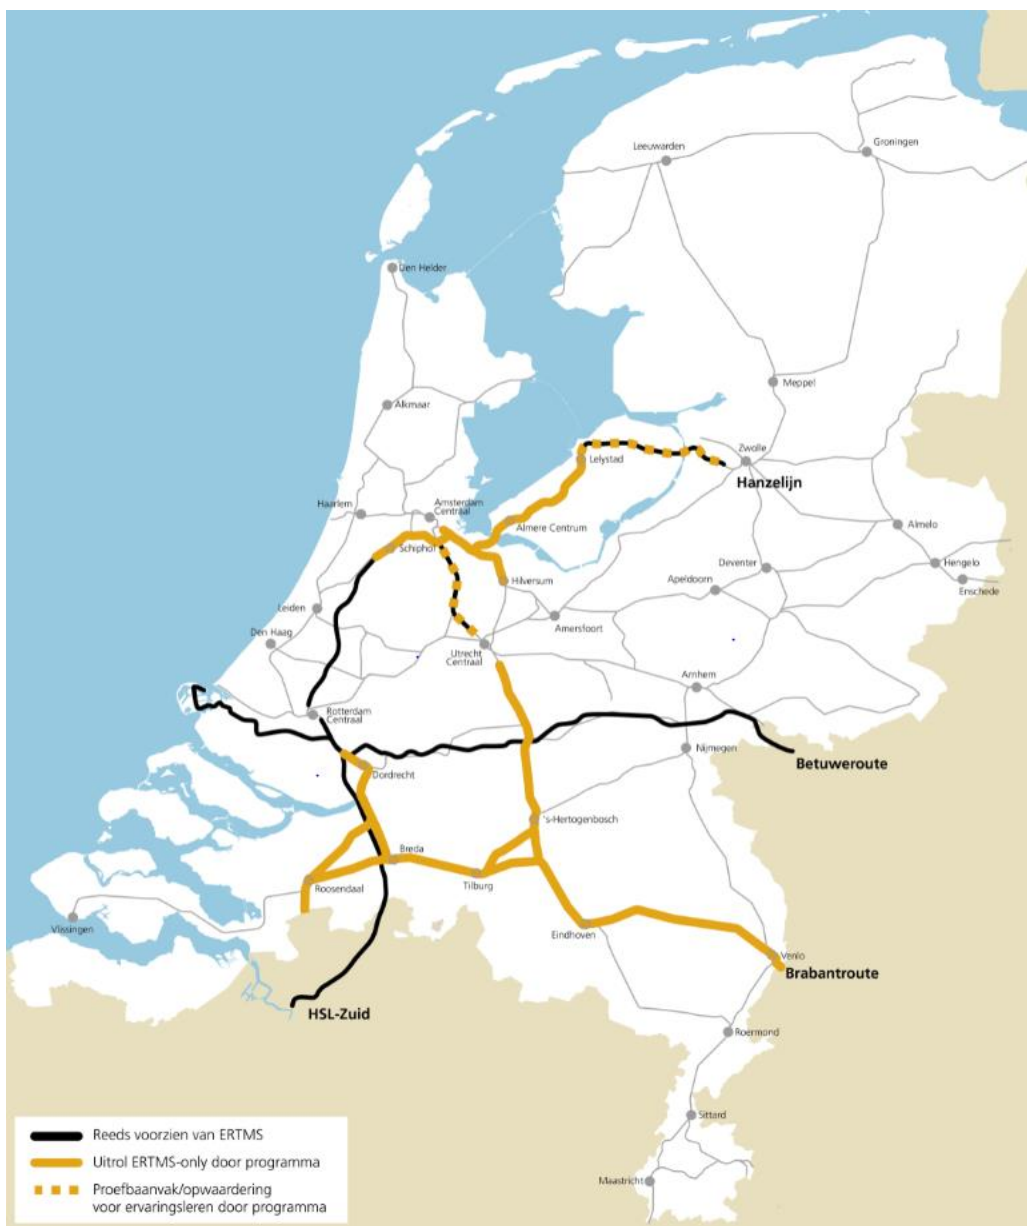 Leeuwarden
Groningen
Den Helder
Meppel
Alkmaar
Zwolle
Lelystad
Hanzelijn
Haarlem
Amsterdam
Centraal
Almere Centrum
Almelo
Schiphol
Hengelo
Deventer
Hilversum
Apeldoorn
Enschede
Leiden
Amersfoort
Den Haag
Utrecht
Centraal
Arnhem
Rotterdam
Centraal
Nijmegen
Betuweroute
Dordrecht
's-Hertogenbosch
Breda
Tilburg
Roosendaal
Vlissingen
Eindhoven
Venlo
Brabantroute
HSL-Zuid
Roermond
Sittard
Maastricht
Reeds voorzien van ERTMS
Uitrol ERTMS-only door programma
Proefbaanvak/opwaardering
voor ervaringsleren door programma